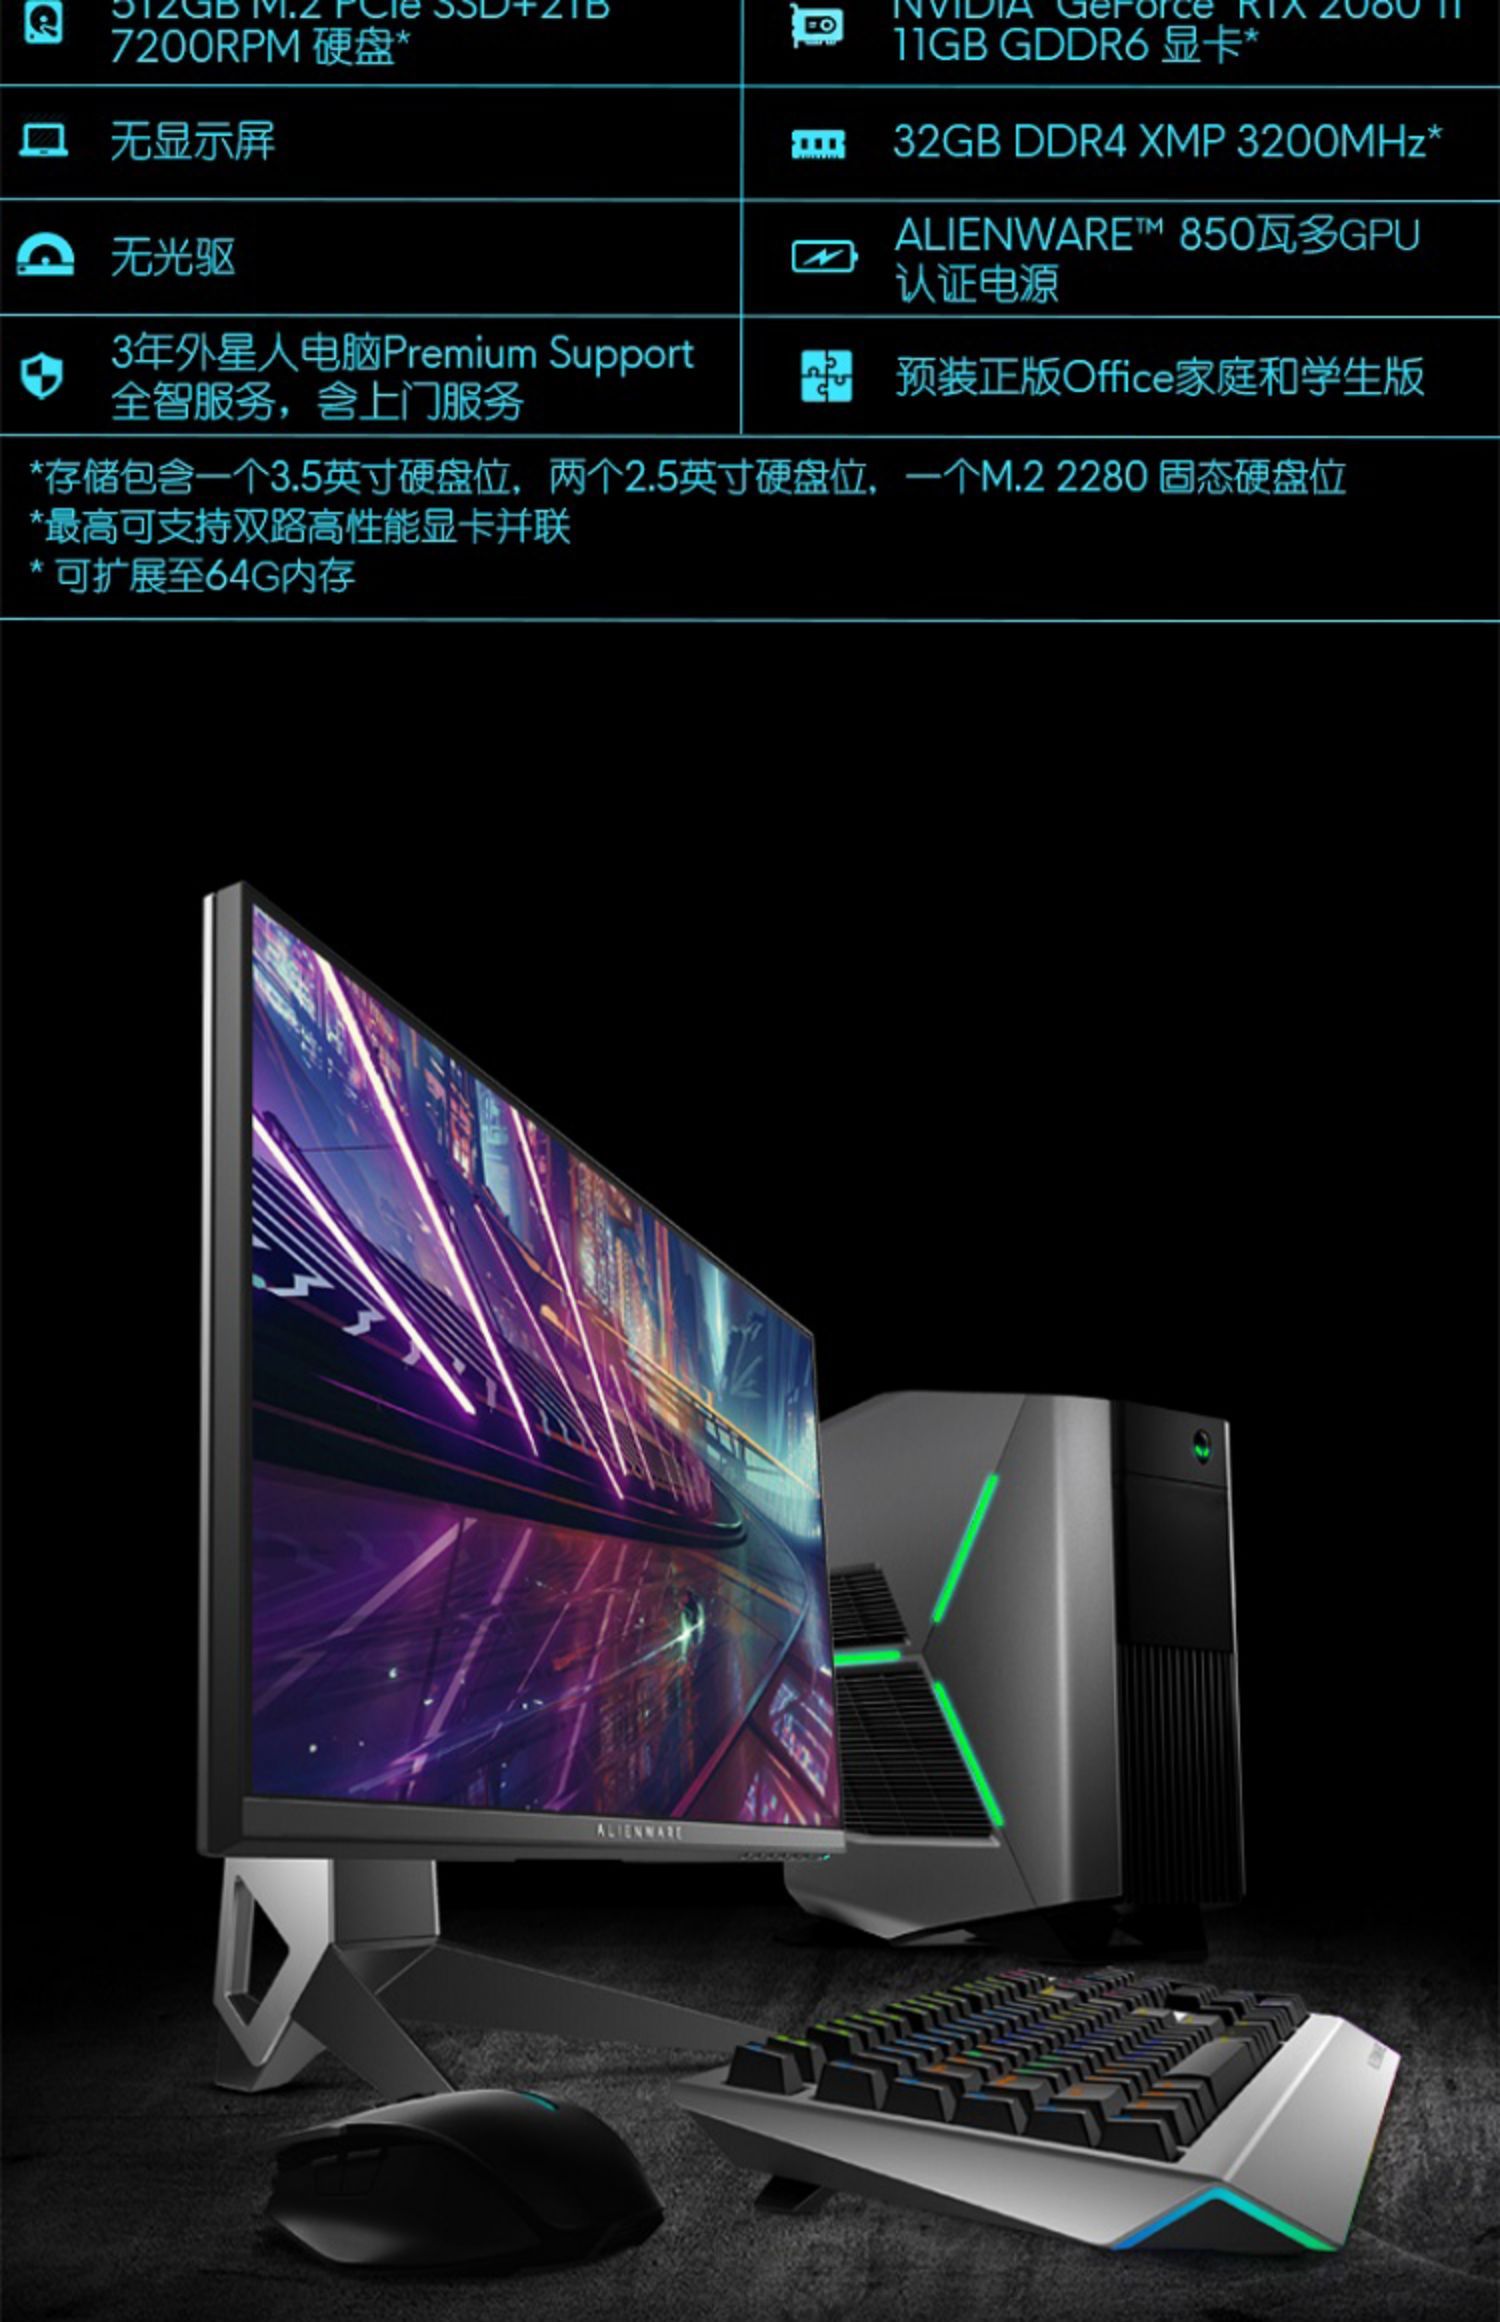 512GB M.2 PCIe SSD+2TB
7200RPM 硬盘*
NVIDIA GeForce RTX 2080 TI
11GB GDDR6 显卡*
无显示屏
32GB DDR4 XMP 3200MHz*
无光驱
ALIENWARE™ 850瓦多GPU
认证电源
3年外星人电脑Premium Support
全智服务，含上门服务
预装正版Office家庭和学生版
*存储包含一个3.5英寸硬盘位，两个2.5英寸硬盘位，一个M.2 2280 固态硬盘位
*最高可支持双路高性能显卡并联
* 可扩展至64G内存
ALIENWARE